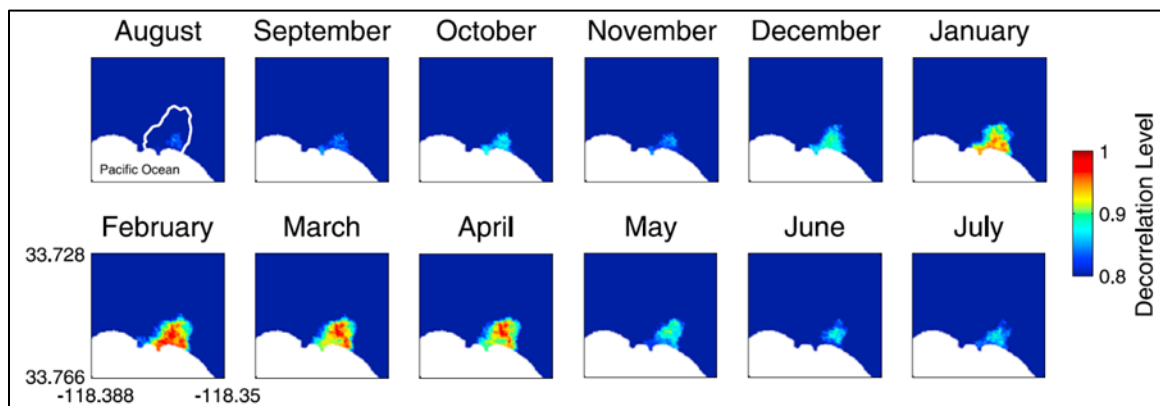 August September October November December January
Pacific Ocean
1
0.9
0.8
Decorrelation Level
February March April May June July
33.728
33.766
-118.388 -118.35